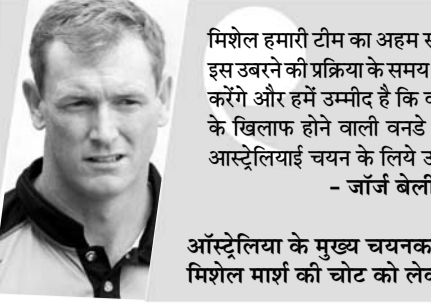 मिशेल हमारी टीम का अहम स
इस उबरने की प्रक्रिया के समय
करेंगे और हमें उम्मीद है कि व
के खिलाफ होने वाली वनडे
आस्ट्रेलियाई चयन के लिये उ
- जॉर्ज बेली
ऑस्ट्रेलिया के मुख्य चयनक
मिशेल मार्श की चोट को लेक